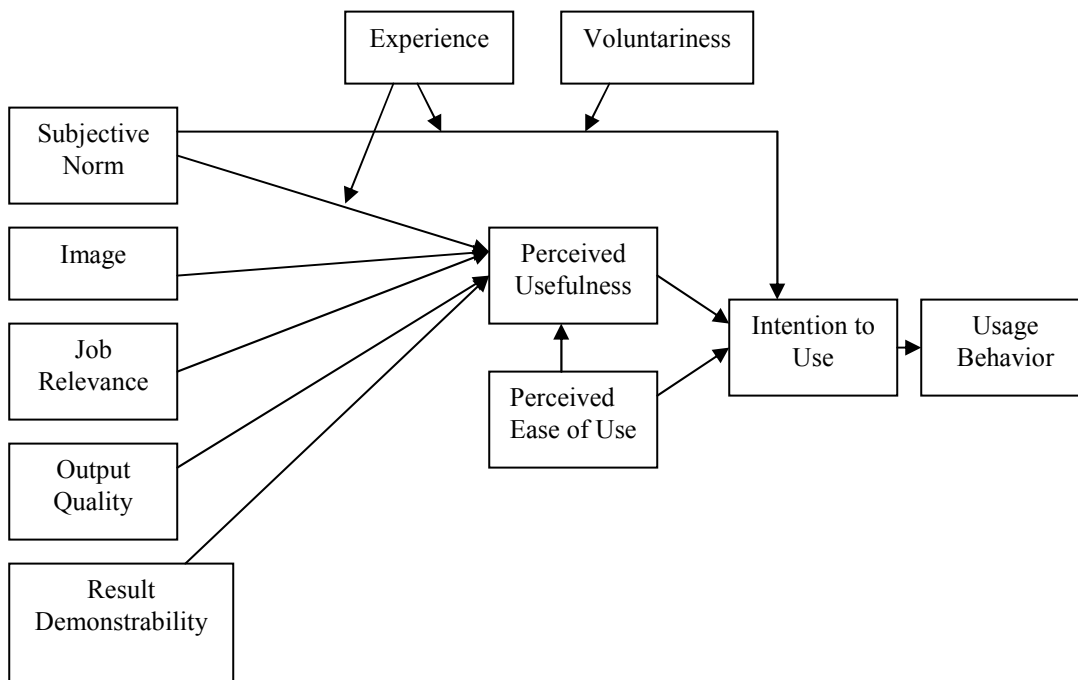 Experience
Voluntariness
Subjective
Norm
Image
Perceived
Usefulness
Job
Relevance
Intention to
Use
Usage
Behavior
Perceived
Ease of Use
Output
Quality
Result
Demonstrability